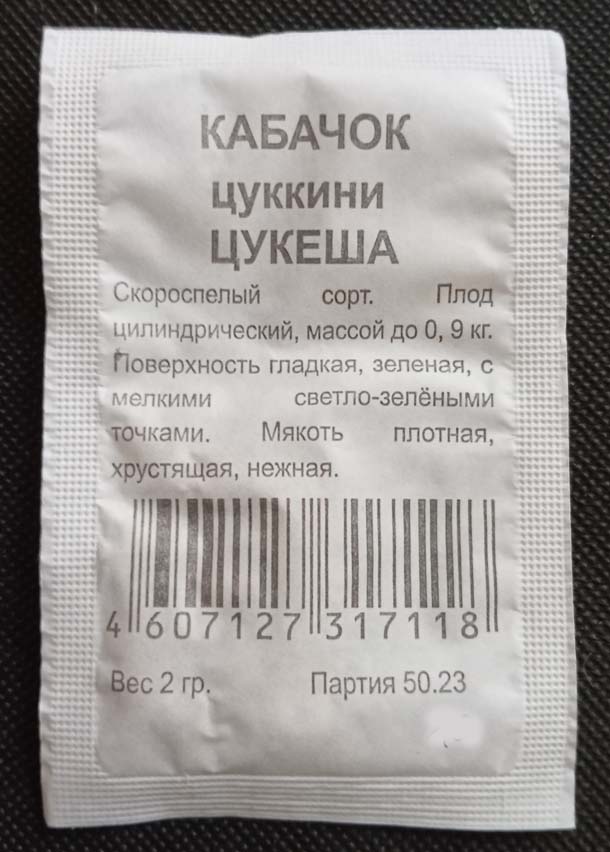 КАБАЧОК
ЦУККИНИ
ЦУКЕША
Скороспелый сорт. Плод
цилиндрический, массой до 0, 9 кг.
Поверхность гладкая, зеленая, с
мелкими светло-зелёными
точками. Мякоть плотная,
хрустящая, нежная.
4 607127 317118
Вес 2 гр. Партия 50.23